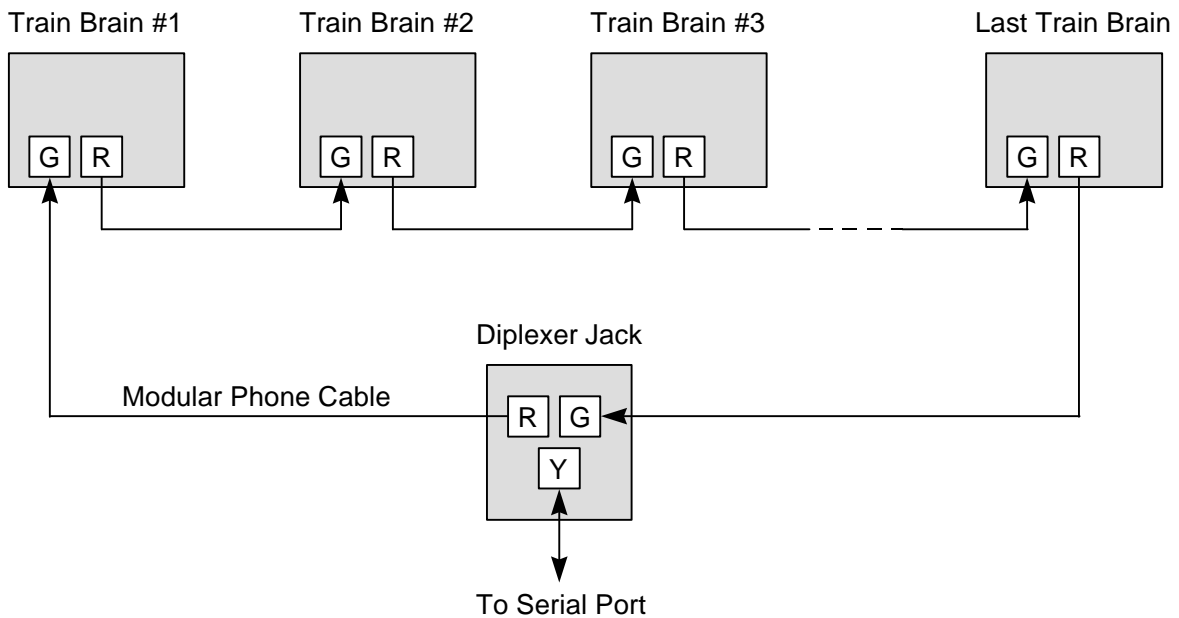 Train Brain #1
Train Brain #2
Train Brain #3
Last Train Brain
G R
G R
G R
G R
Diplexer Jack
Modular Phone Cable
R G
Y
To Serial Port